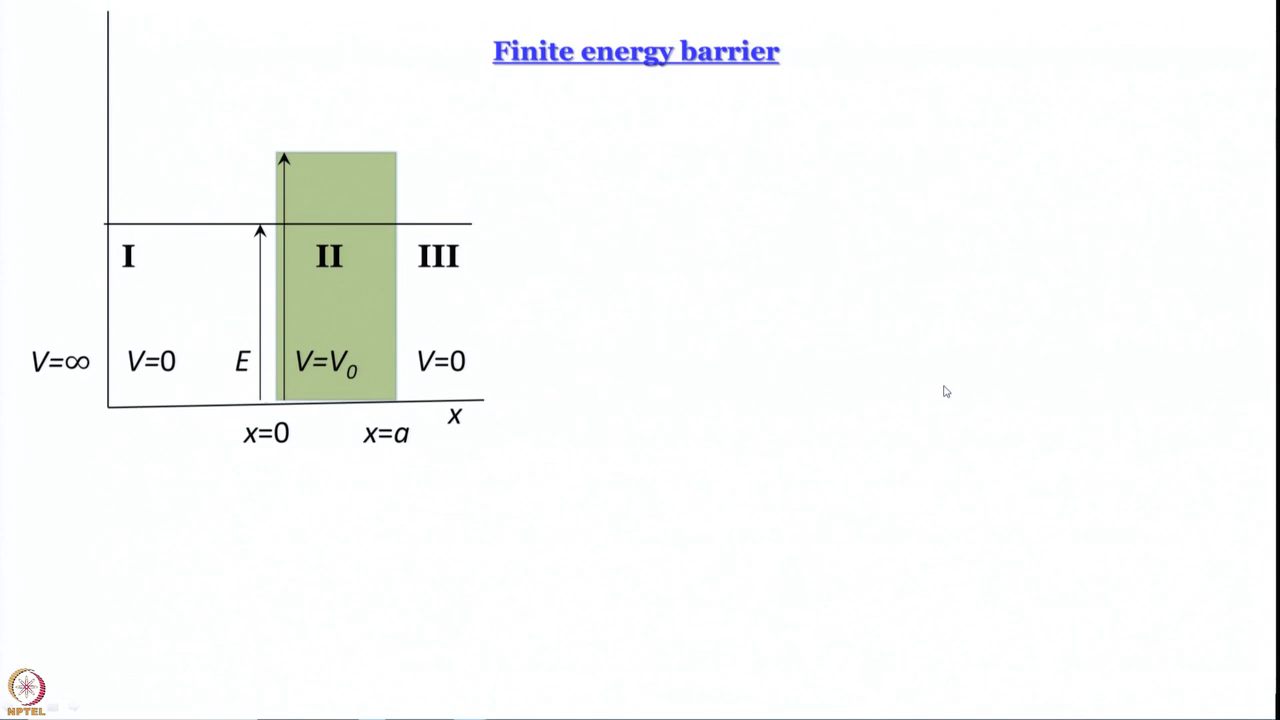 Finite energy barrier
I II III
V=∞ V=0 E V=V₀ V=0
x
x=0 x=a
NPTEL